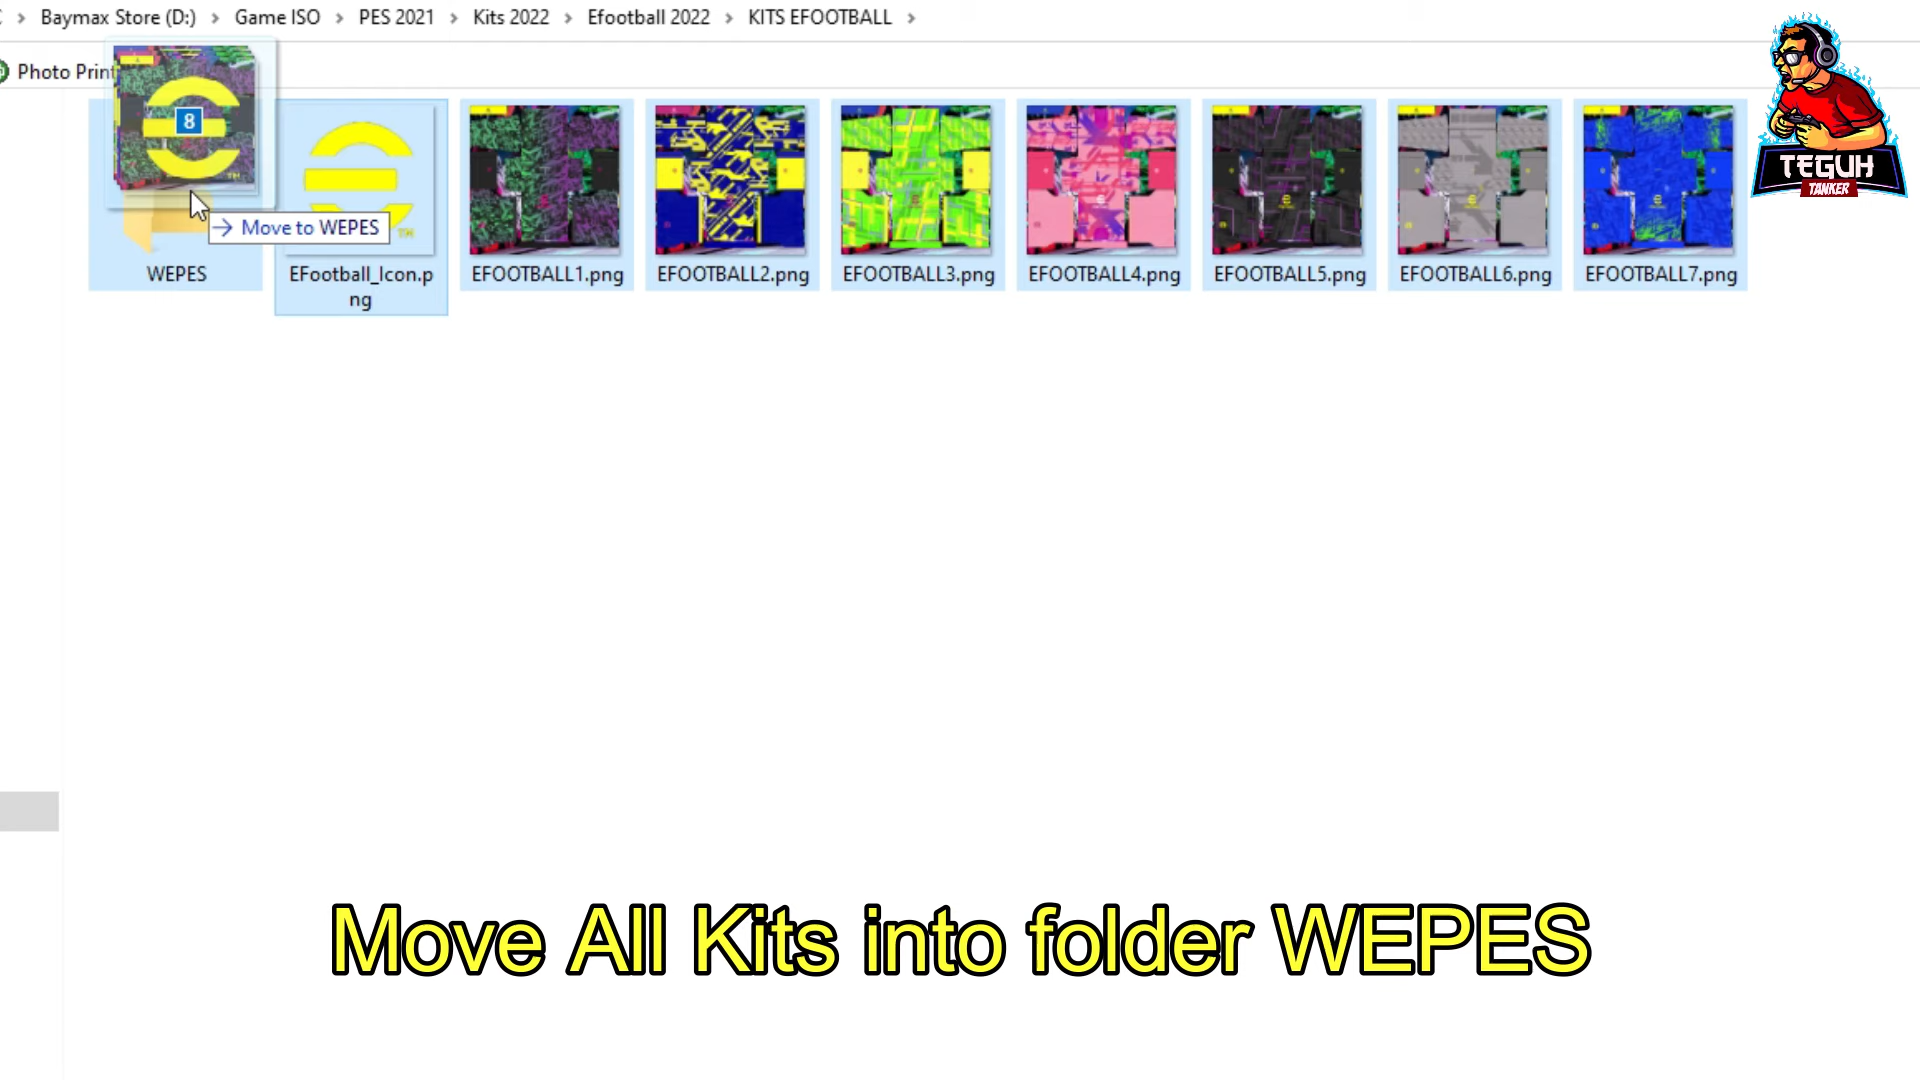 Baymax Store (D:) > Game ISO > PES 2021 > Kits 2022 > Efootball 2022 > KITS EFOOTBALL >
Photo Print
8
TM
Move to WEPES
TM
WEPES
EFootball_Icon.p
ng
EFOOTBALL1.png
EFOOTBALL2.png
EFOOTBALL3.png
EFOOTBALL4.png
EFOOTBALL5.png
EFOOTBALL6.png
EFOOTBALL7.png
TEGUH
TANKER
Move All Kits into folder WEPES